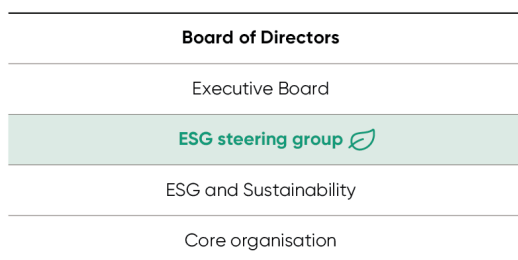 Board of Directors
Executive Board
ESG steering group
ESG and Sustainability
Core organisation